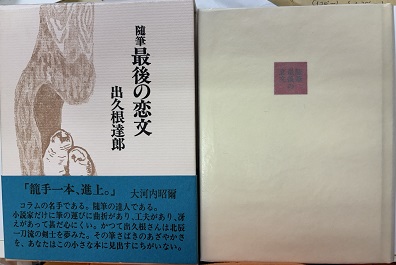 随筆
最後の恋文
出久根達郎
「籠手一本、進上。」 大河内昭爾
コラムの名手である。随筆の達人である。
小説家だけに筆の運びに曲折があり、工夫があり、冴
えがあって甚だ心にくい。かつて出久根さんは北辰
一刀流の剣士を夢みた。その筆さばきのあざやかさ
を、あなたはこの小さな本に見出すにちがいない。